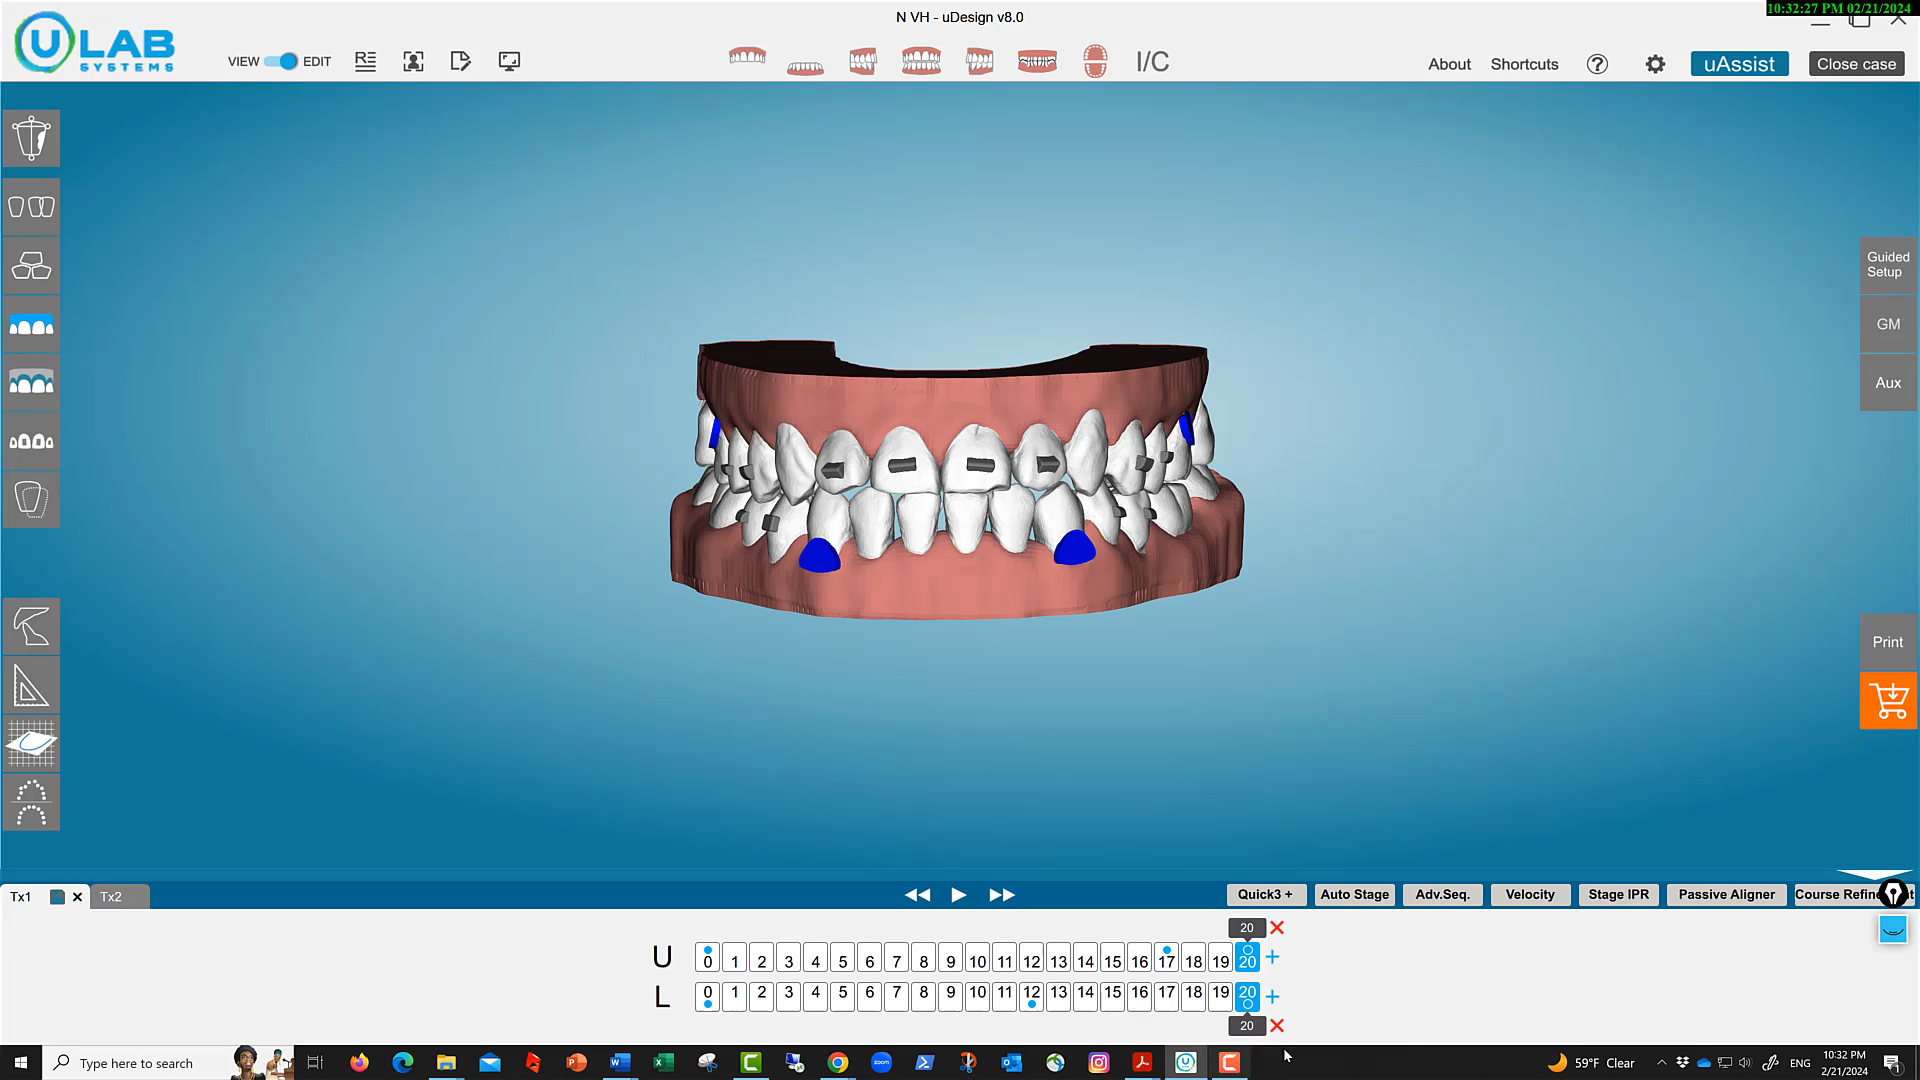 N VH - uDesign v8.0
10:32:27 PM 02/21/2024
U LAB
SYSTEMS
VIEW EDIT
I/C
About Shortcuts ? uAssist Close case
Guided
Setup
GM
Aux
Print
Tx1 Tx2
Quick3 + Auto Stage Adv.Seq. Velocity Stage IPR Passive Aligner Course
20
U 0 1 2 3 4 5 6 7 8 9 10 11 12 13 14 15 16 17 18 19 20 +
L 0 1 2 3 4 5 6 7 8 9 10 11 12 13 14 15 16 17 18 19 20 +
20
Type here to search
59°F Clear
ENG
10:32 PM
2/21/2024